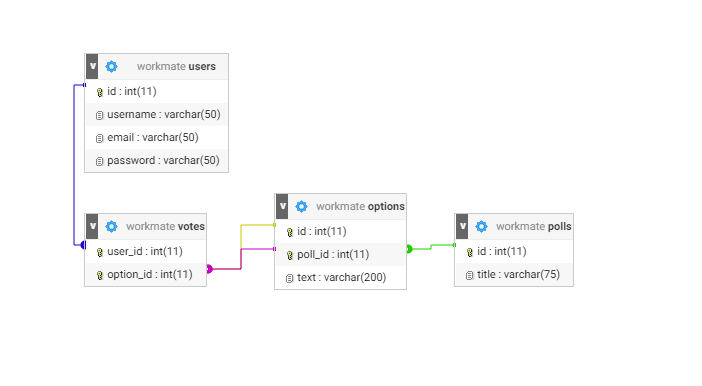 v workmate users
id : int(11)
username : varchar(50)
email : varchar(50)
password : varchar(50)
v workmate votes
user_id : int(11)
option_id : int(11)
v workmate options
id : int(11)
poll_id : int(11)
text : varchar(200)
v workmate polls
id : int(11)
title : varchar(75)